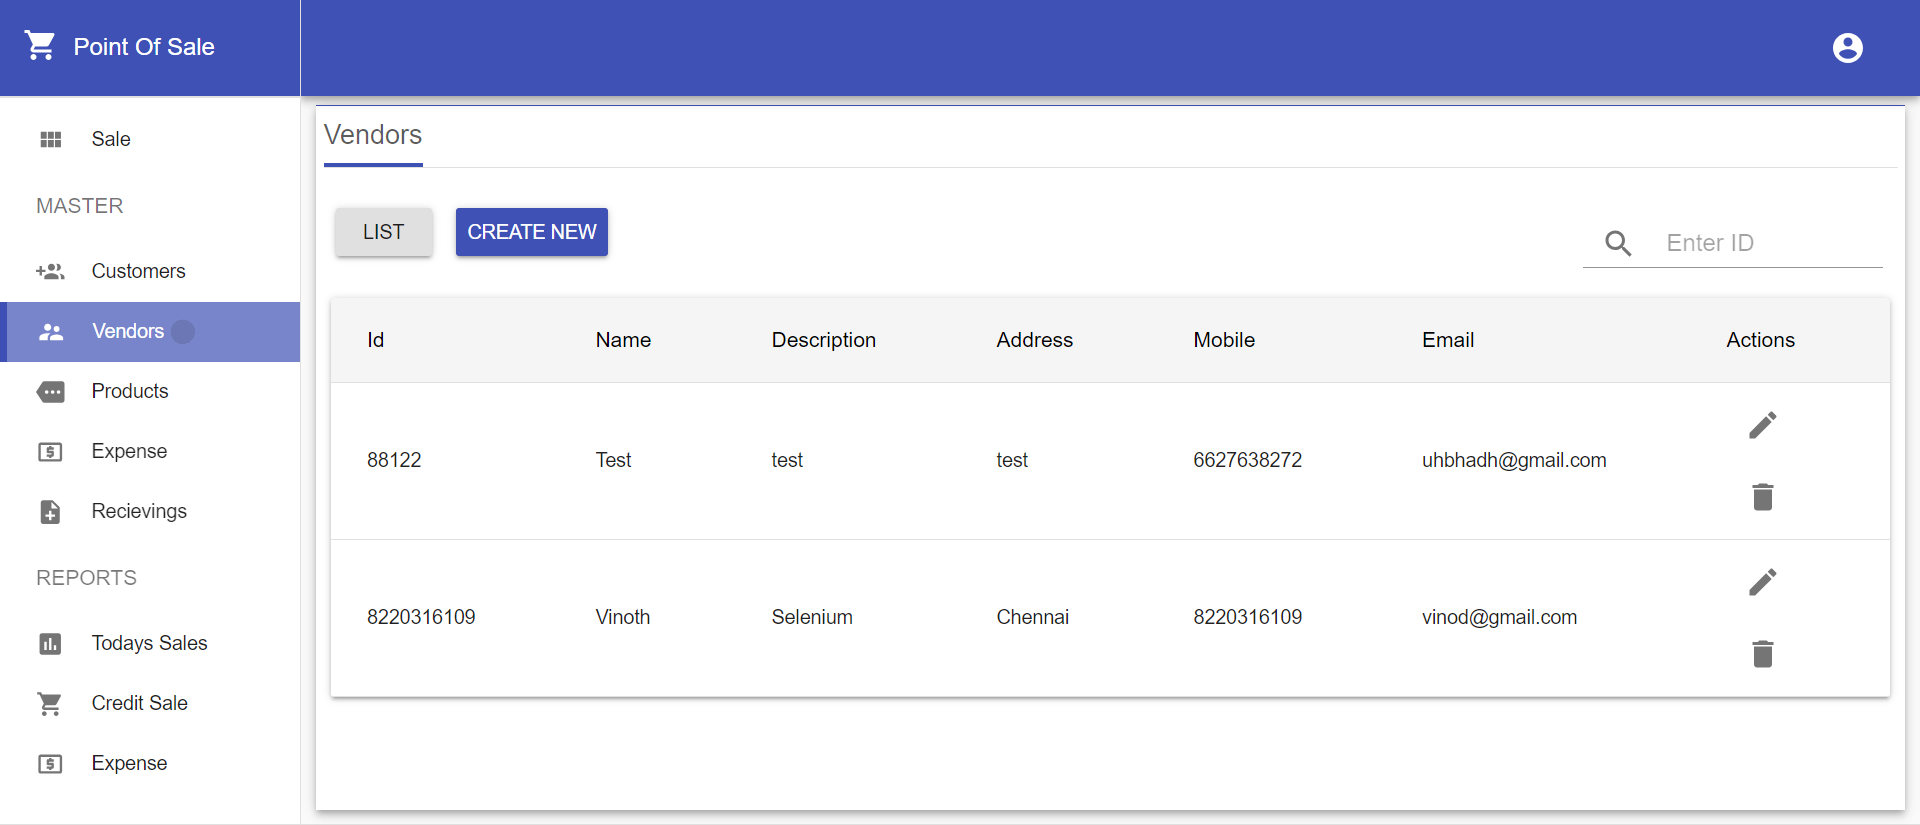 Point Of Sale
Sale
MASTER
Customers
Vendors
Products
Expense
Recievings
REPORTS
Todays Sales
Credit Sale
Expense
Vendors
LIST CREATE NEW
Enter ID
Id Name Description Address Mobile Email Actions
88122 Test test test 6627638272 uhbhadh@gmail.com
8220316109 Vinoth Selenium Chennai 8220316109 vinod@gmail.com